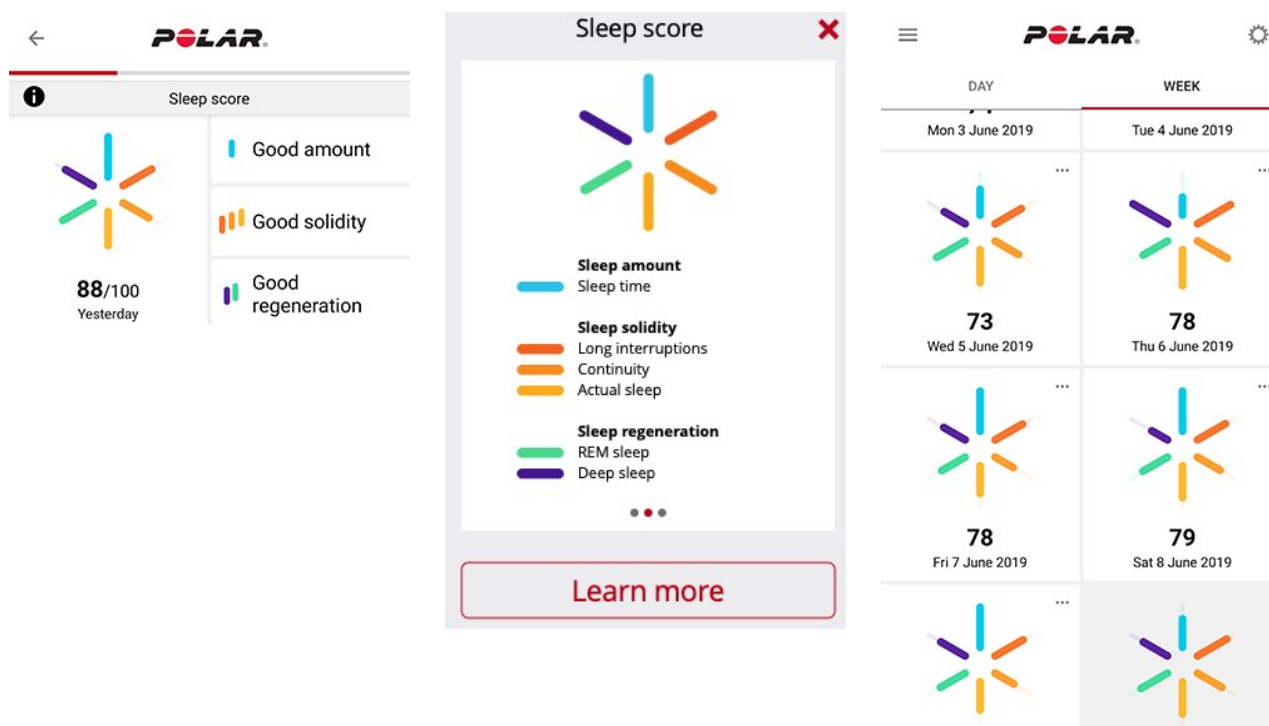 POLAR.
Sleep score
Good amount
Good solidity
Good
regeneration
88/100
Yesterday
Sleep score
Sleep amount
Sleep time
Sleep solidity
Long interruptions
Continuity
Actual sleep
Sleep regeneration
REM sleep
Deep sleep
Learn more
POLAR.
DAY
WEEK
Mon 3 June 2019
Tue 4 June 2019
73
Wed 5 June 2019
78
Thu 6 June 2019
78
Fri 7 June 2019
79
Sat 8 June 2019